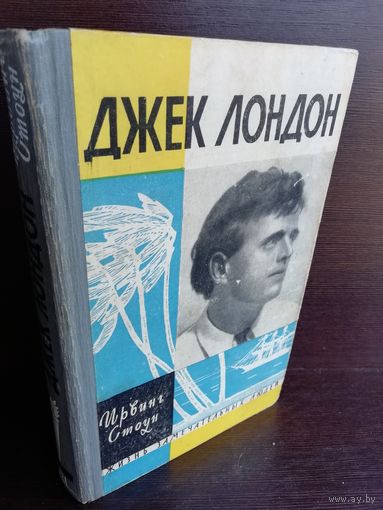 ДЖЕК ЛОНДОН
Ирвинг
Стоун
ЖИЗНЬ ЗАМЕЧАТЕЛЬНЫХ ЛЮДЕЙ
Стоун
ДЖЕК ЛОНДОН
© www.ay.by